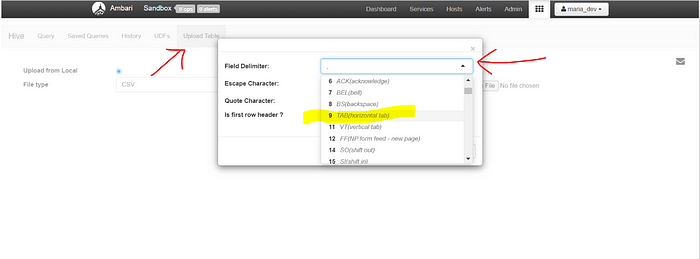 Ambari Sandbox 0 ops 0 alerts Dashboard Services Hosts Alerts Admin maria_dev
Hive Query Saved Queries History UDFs Upload Table
×
Field Delimiter: ,
Upload from Local
6 ACK(acknowledge)
Escape Character:
File type CSV
7 BEL(bell)
File No file chosen
8 BS(backspace)
Quote Character:
9 TAB(horizontal tab)
Is first row header ?
11 VT(vertical tab)
12 FF(NP form feed - new page)
14 SO(shift out)
15 SI(shift in)